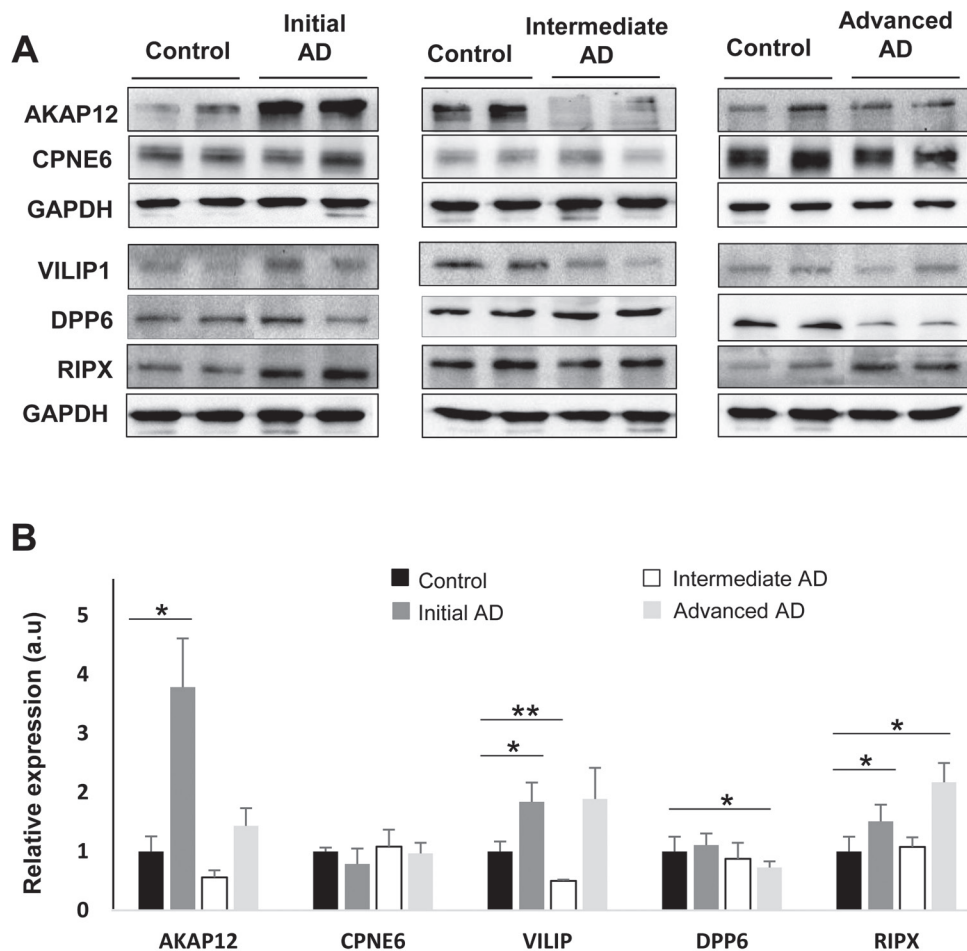 A
Control
Initial
AD
Control
Intermediate
AD
Control
Advanced
AD
AKAP12
CPNE6
GAPDH
VILIP1
DPP6
RIPX
GAPDH
B
Control
Initial AD
Intermediate AD
Advanced AD
Relative expression (a.u)
5
4
3
2
1
0
*
**
*
*
*
*
AKAP12
CPNE6
VILIP
DPP6
RIPX